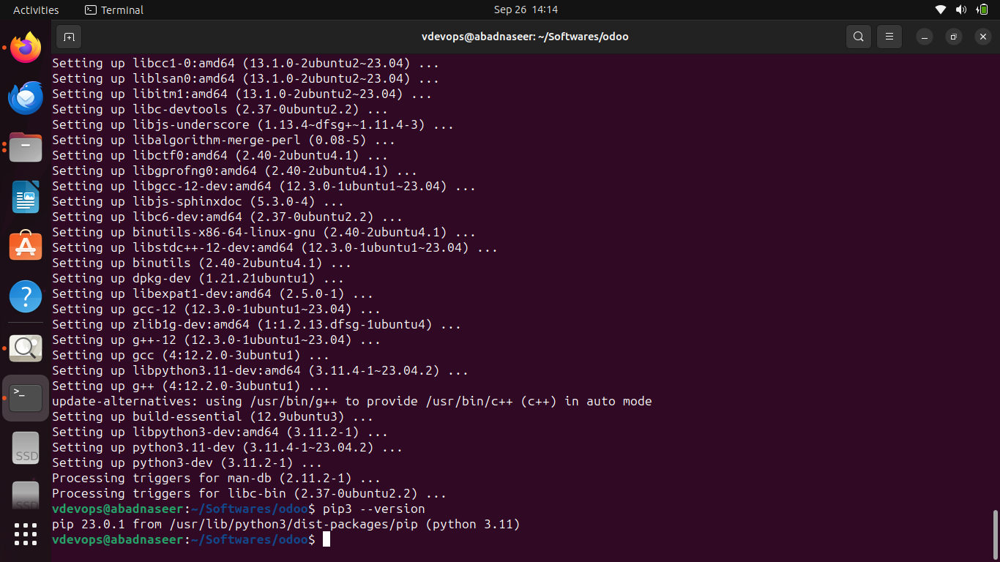 Activities
Terminal
Sep 26 14:14
vdevops@abadnaseer: ~/Softwares/odoo
Setting up libcc1-0:amd64 (13.1.0-2ubuntu2~23.04) ...
Setting up liblsan0:amd64 (13.1.0-2ubuntu2~23.04) ...
Setting up libitm1:amd64 (13.1.0-2ubuntu2~23.04) ...
Setting up libc-devtools (2.37-0ubuntu2.2) ...
Setting up libjs-underscore (1.13.4~dfsg+~1.11.4-3) ...
Setting up libalgorithm-merge-perl (0.08-5) ...
Setting up libctf0:amd64 (2.40-2ubuntu4.1) ...
Setting up libgprofng0:amd64 (2.40-2ubuntu4.1) ...
Setting up libgcc-12-dev:amd64 (12.3.0-1ubuntu1~23.04) ...
Setting up libjs-sphinxdoc (5.3.0-4) ...
Setting up libc6-dev:amd64 (2.37-0ubuntu2.2) ...
Setting up binutils-x86-64-linux-gnu (2.40-2ubuntu4.1) ...
Setting up libstdc++-12-dev:amd64 (12.3.0-1ubuntu1~23.04) ...
Setting up binutils (2.40-2ubuntu4.1) ...
Setting up dpkg-dev (1.21.21ubuntu1) ...
Setting up libexpat1-dev:amd64 (2.5.0-1) ...
Setting up gcc-12 (12.3.0-1ubuntu1~23.04) ...
Setting up zlib1g-dev:amd64 (1:1.2.13.dfsg-1ubuntu4) ...
Setting up g++-12 (12.3.0-1ubuntu1~23.04) ...
Setting up gcc (4:12.2.0-3ubuntu1) ...
Setting up libpython3.11-dev:amd64 (3.11.4-1~23.04.2) ...
Setting up g++ (4:12.2.0-3ubuntu1) ...
update-alternatives: using /usr/bin/g++ to provide /usr/bin/c++ (c++) in auto mode
Setting up build-essential (12.9ubuntu3) ...
Setting up libpython3-dev:amd64 (3.11.2-1) ...
Setting up python3.11-dev (3.11.4-1~23.04.2) ...
Setting up python3-dev (3.11.2-1) ...
Processing triggers for man-db (2.11.2-1) ...
Processing triggers for libc-bin (2.37-0ubuntu2.2) ...
vdevops@abadnaseer:~/Softwares/odoo$ pip3 --version
pip 23.0.1 from /usr/lib/python3/dist-packages/pip (python 3.11)
vdevops@abadnaseer:~/Softwares/odoo$
SSD
SSD